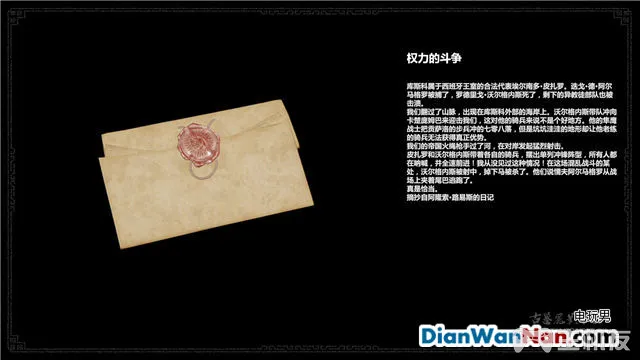 权力的斗争
库斯科属于西班牙王室的合法代表埃尔南多·皮扎罗。迭戈·德·阿尔
马格罗被捕了，罗德里戈·沃尔格内斯死了，剩下的异教徒部队也被
击溃。
我们翻过了山脉，出现在库斯科外部的海岸上。沃尔格内斯带队冲向
卡楚庞姆巴来迎击我们，这对他的骑兵来说不是个好地方。他的隼魔
战士把贡萨洛的步兵冲的七零八落，但是坑坑洼洼的地形却让他老练
的骑兵无法获得真正优势。
我们的帝国火绳枪手过了河，在对岸发起猛烈射击。
皮扎罗和沃尔格内斯带着各自的骑兵，摆出单列冲锋阵型，所有人都
在呐喊，并全速前进！我从没见过这种情况！在这场混乱战斗的某
处，沃尔格内斯被射中，掉下马被杀了。他们说懦夫阿尔马格罗从战
场上夹着尾巴逃跑了。
真是恰当。
摘抄自阿隆索·路易斯的日记
电玩男
DianWanNan.com